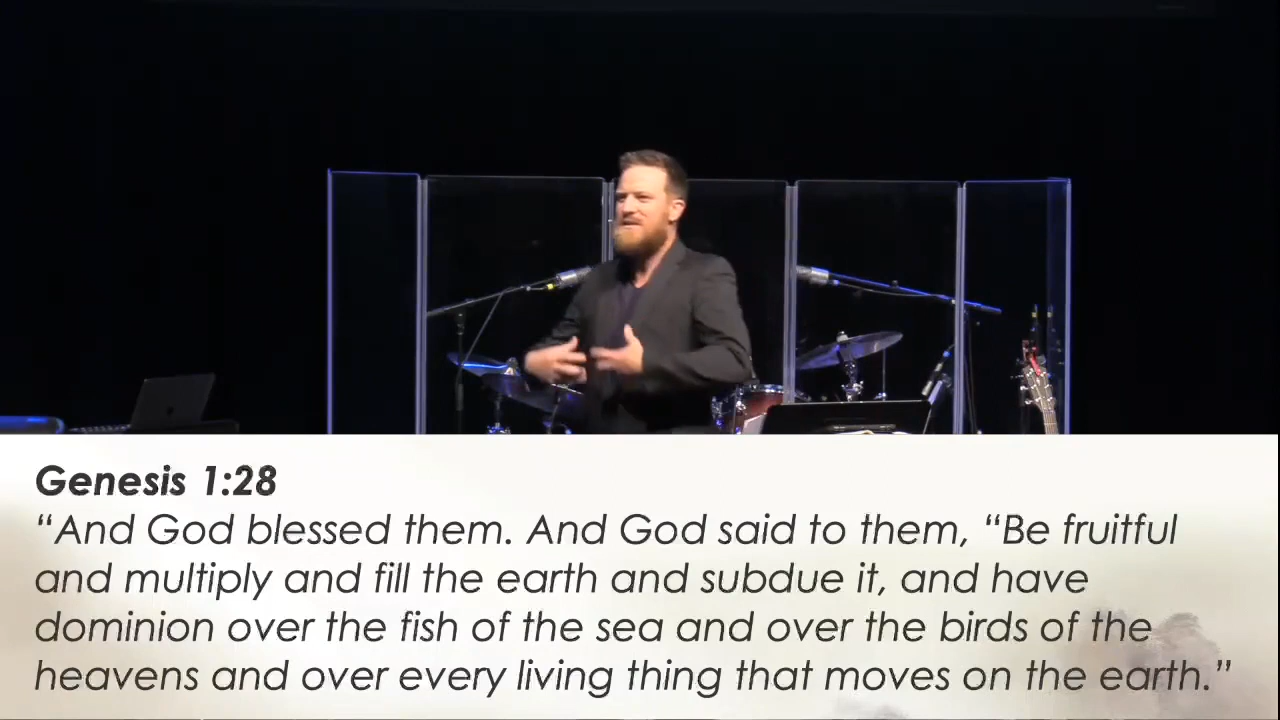 Genesis 1:28
“And God blessed them. And God said to them, “Be fruitful
and multiply and fill the earth and subdue it, and have
dominion over the fish of the sea and over the birds of the
heavens and over every living thing that moves on the earth.”